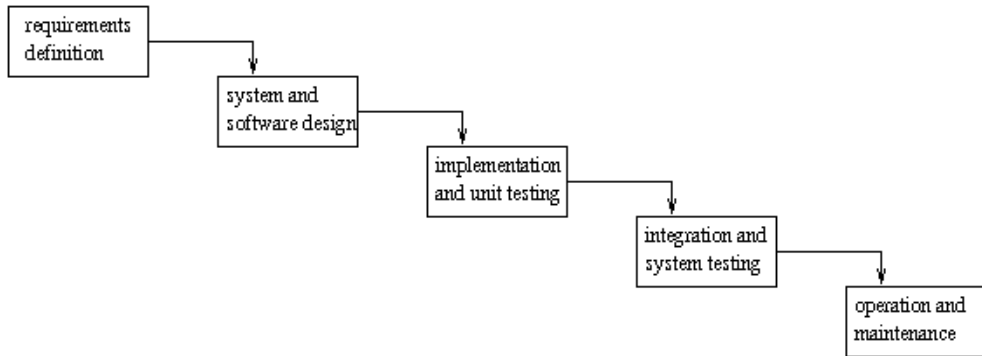 requirements
definition
system and
software design
implementation
and unit testing
integration and
system testing
operation and
maintenance